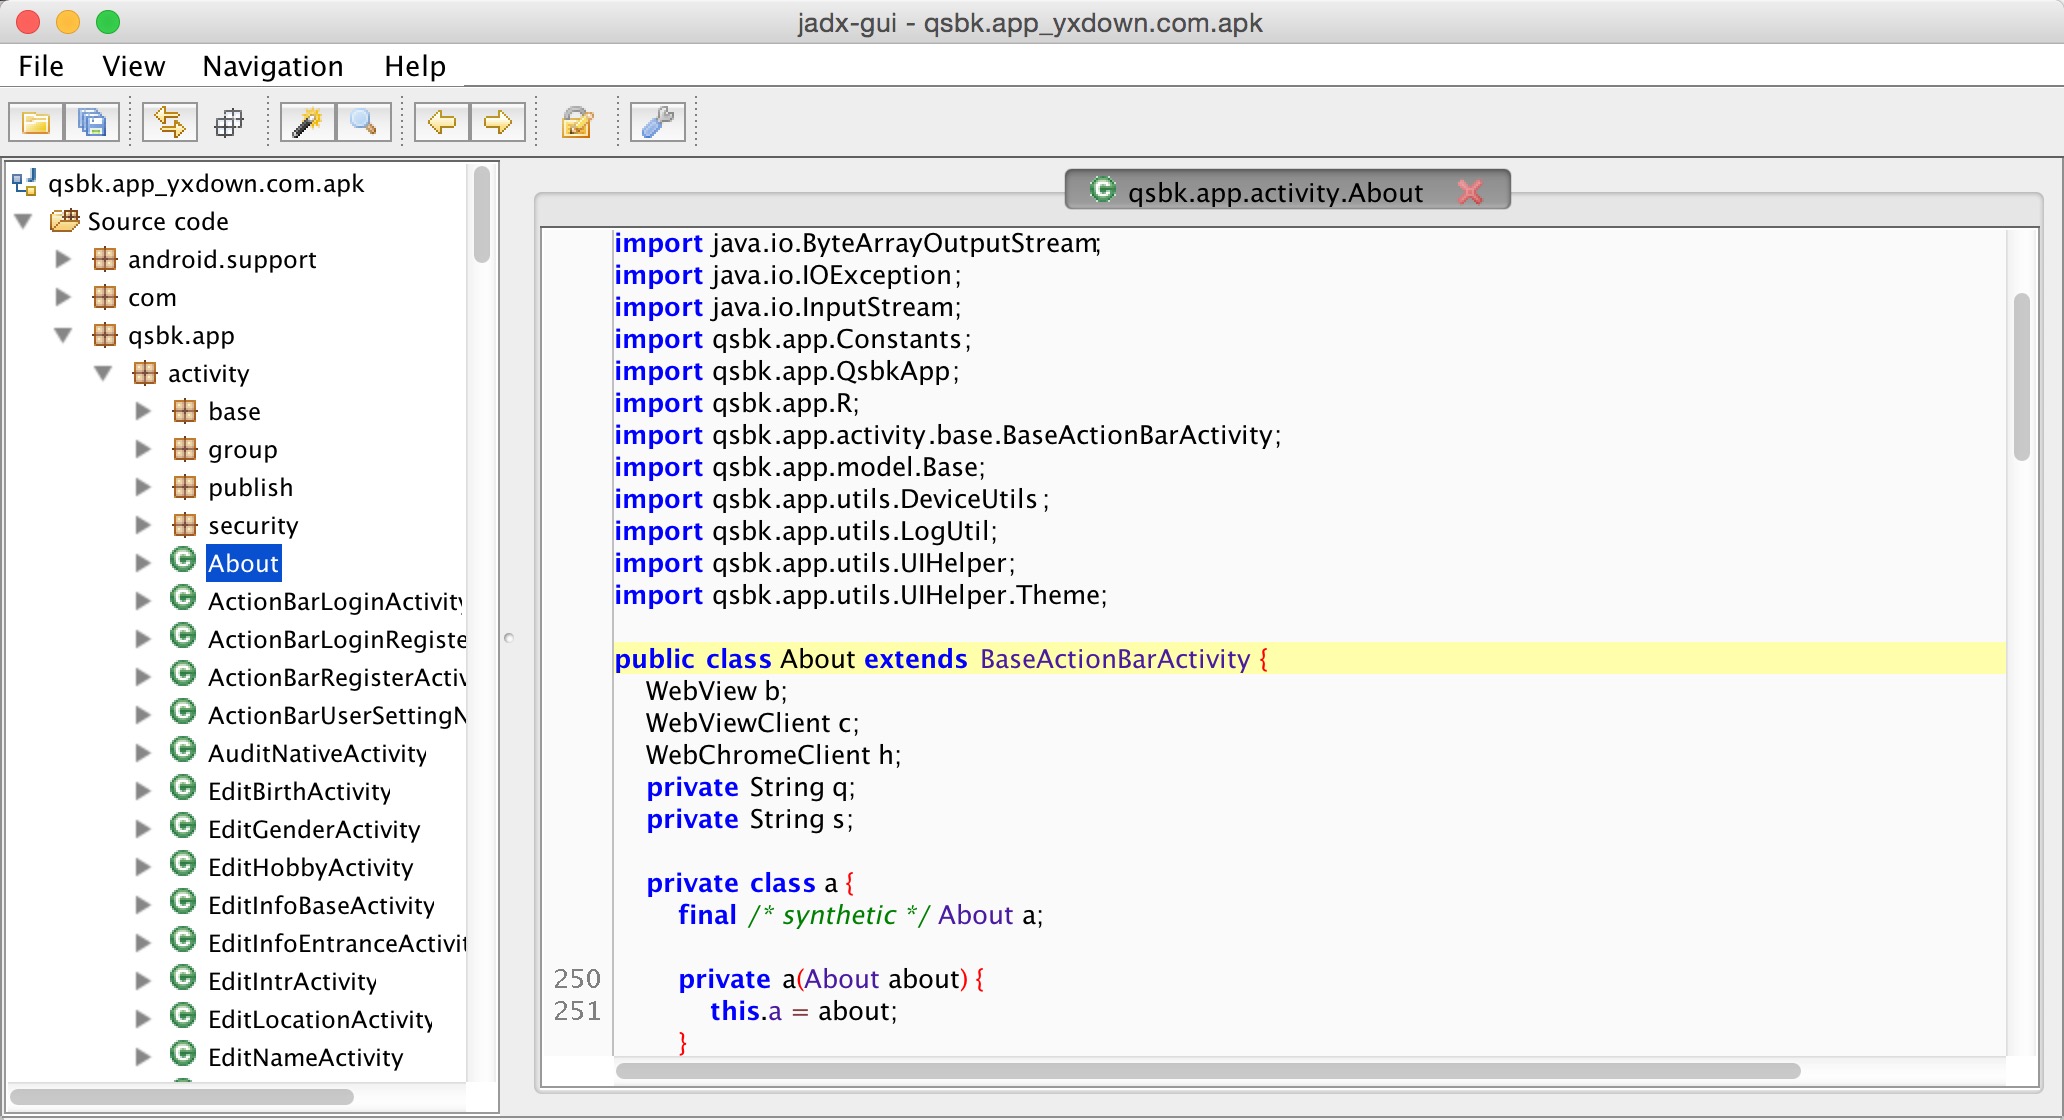 jadx-gui - qsbk.app_yxdown.com.apk
File View Navigation Help
qsbk.app_yxdown.com.apk
Source code
android.support
com
qsbk.app
activity
base
group
publish
security
About
ActionBarLoginActivity
ActionBarLoginRegiste
ActionBarRegisterActiv
ActionBarUserSettingN
AuditNativeActivity
EditBirthActivity
EditGenderActivity
EditHobbyActivity
EditInfoBaseActivity
EditInfoEntranceActivit
EditIntrActivity
EditLocationActivity
EditNameActivity
qsbk.app.activity.About
import java.io.ByteArrayOutputStream;
import java.io.IOException;
import java.io.InputStream;
import qsbk.app.Constants;
import qsbk.app.QsbkApp;
import qsbk.app.R;
import qsbk.app.activity.base.BaseActionBarActivity;
import qsbk.app.model.Base;
import qsbk.app.utils.DeviceUtils;
import qsbk.app.utils.LogUtil;
import qsbk.app.utils.UIHelper;
import qsbk.app.utils.UIHelper.Theme;
public class About extends BaseActionBarActivity {
WebView b;
WebViewClient c;
WebChromeClient h;
private String q;
private String s;
private class a {
final /* synthetic */ About a;
250 private a(About about) {
251 this.a = about;
}